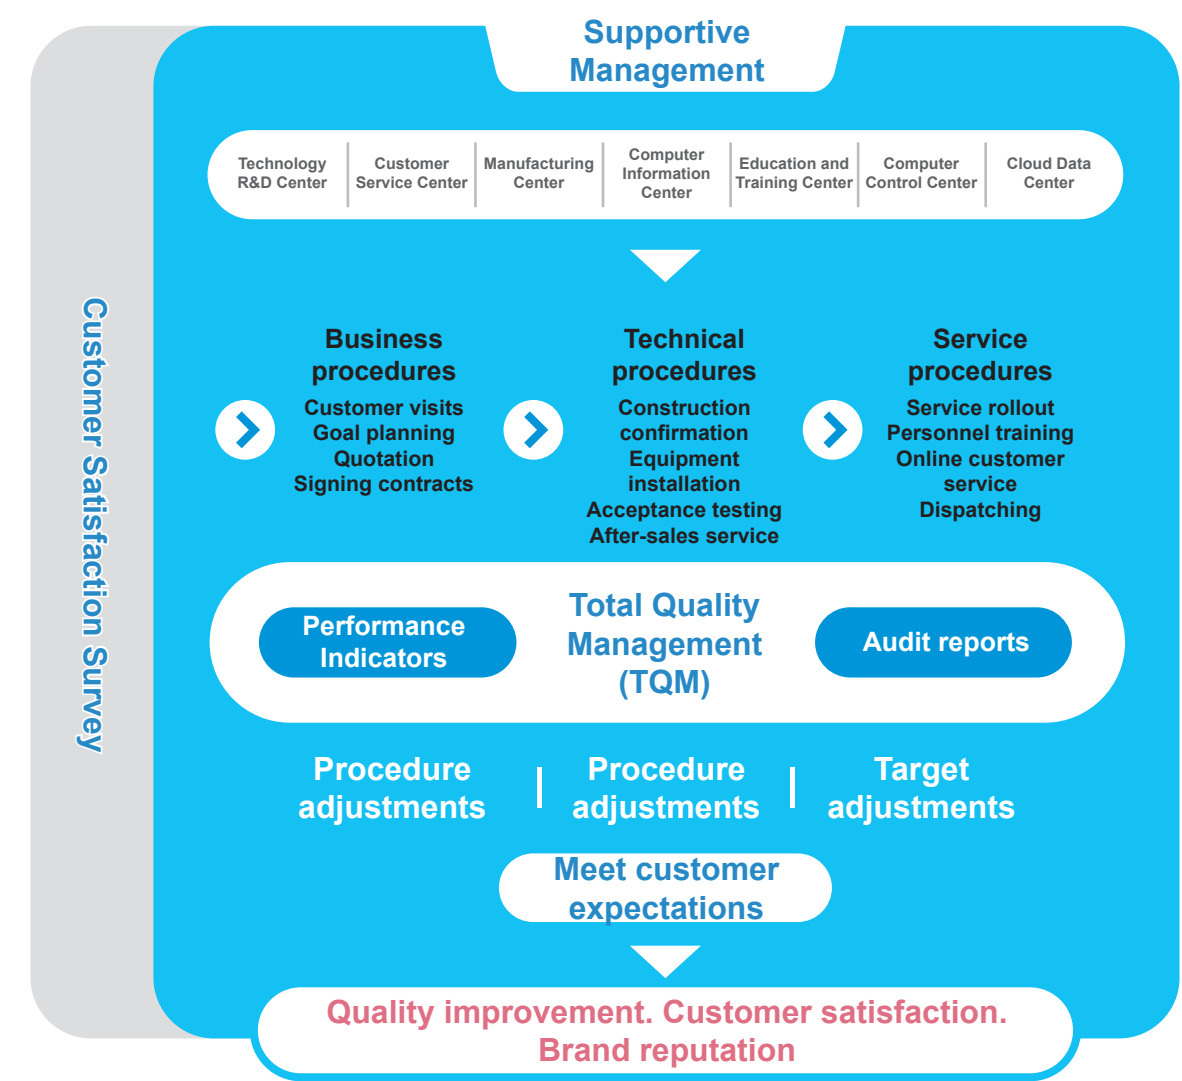 Supportive
Management
Technology
R&D Center
Customer
Service Center
Manufacturing
Center
Computer
Information
Center
Education and
Training Center
Computer
Control Center
Cloud Data
Center
Customer Satisfaction Survey
Business
procedures
Customer visits
Goal planning
Quotation
Signing contracts
Technical
procedures
Construction
confirmation
Equipment
installation
Acceptance testing
After-sales service
Service
procedures
Service rollout
Personnel training
Online customer
service
Dispatching
Performance
Indicators
Total Quality
Management
(TQM)
Audit reports
Procedure
adjustments
Procedure
adjustments
Target
adjustments
Meet customer
expectations
Quality improvement. Customer satisfaction.
Brand reputation